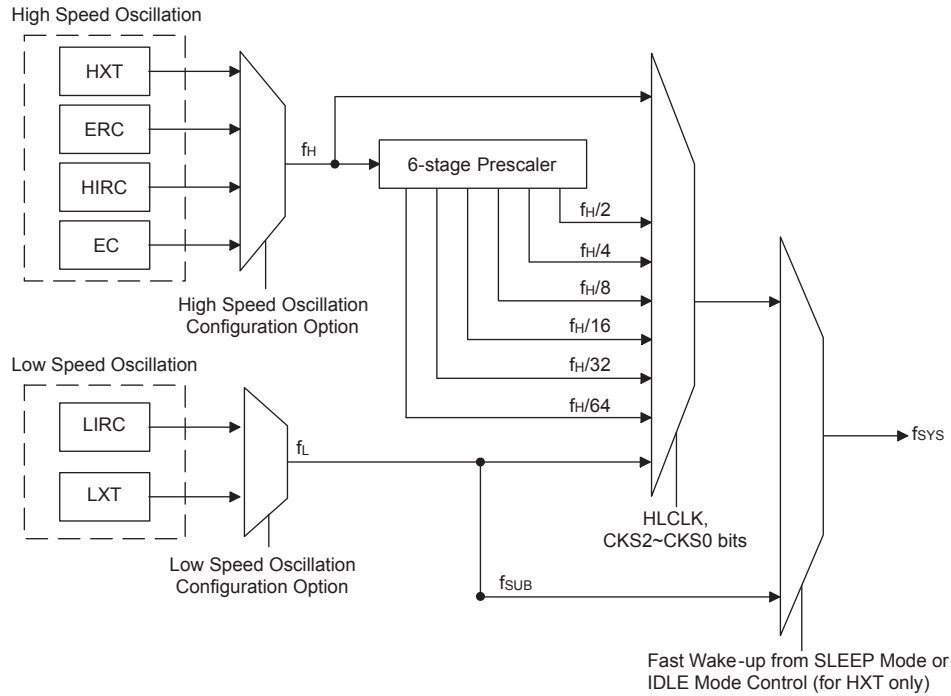 High Speed Oscillation
HXT
ERC
HIRC
EC
fH
6-stage Prescaler
fH/2
fH/4
fH/8
fH/16
fH/32
fH/64
High Speed Oscillation
Configuration Option
Low Speed Oscillation
LIRC
LXT
fL
fSYS
HLCLK,
CKS2~CKS0 bits
Low Speed Oscillation
Configuration Option
fSUB
Fast Wake-up from SLEEP Mode or
IDLE Mode Control (for HXT only)